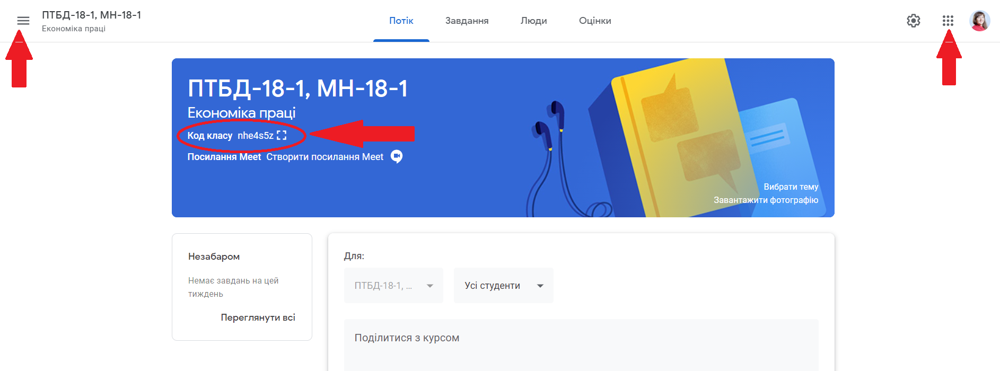 ПТБД-18-1, МН-18-1
Економіка праці
Потік
Завдання
Люди
Оцінки
ПТБД-18-1, МН-18-1
Економіка праці
Код класу nhe4s5z
Посилання Meet Створити посилання Meet
Вибрати тему
Завантажити фотографію
Незабаром
Немає завдань на цей
тиждень
Переглянути всі
Для:
ПТБД-18-1, ...
Усі студенти
Поділитися з курсом